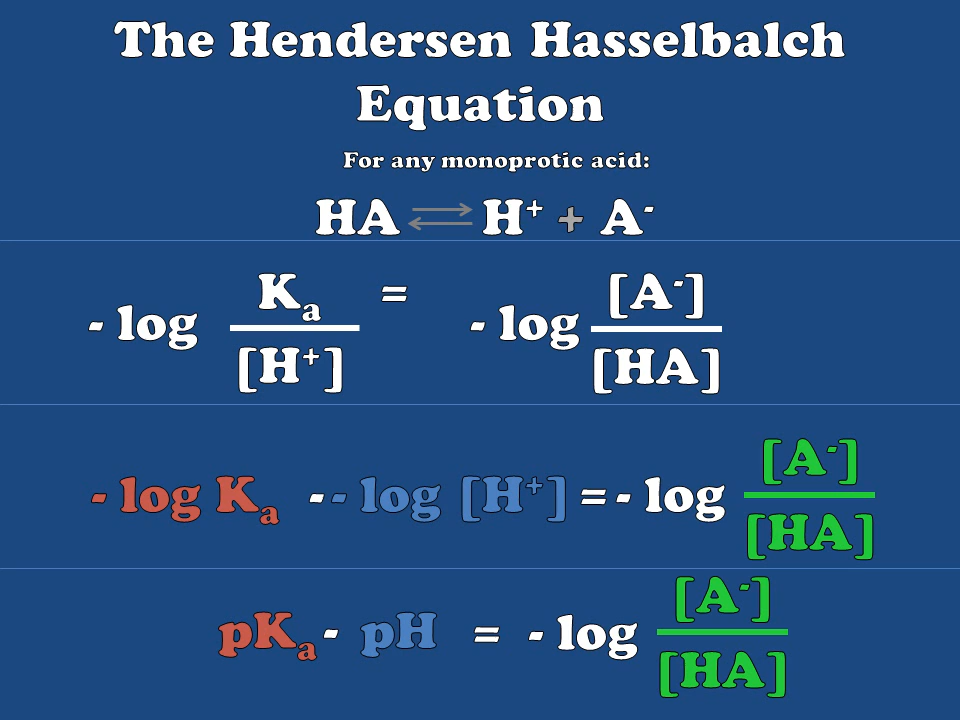 The Hendersen Hasselbalch
Equation
For any monoprotic acid:
HA ⇌ H⁺ + A⁻
- log Kₐ / [H⁺] = - log [A⁻] / [HA]
- log Kₐ - - log [H⁺] = - log [A⁻] / [HA]
pKₐ - pH = - log [A⁻] / [HA]